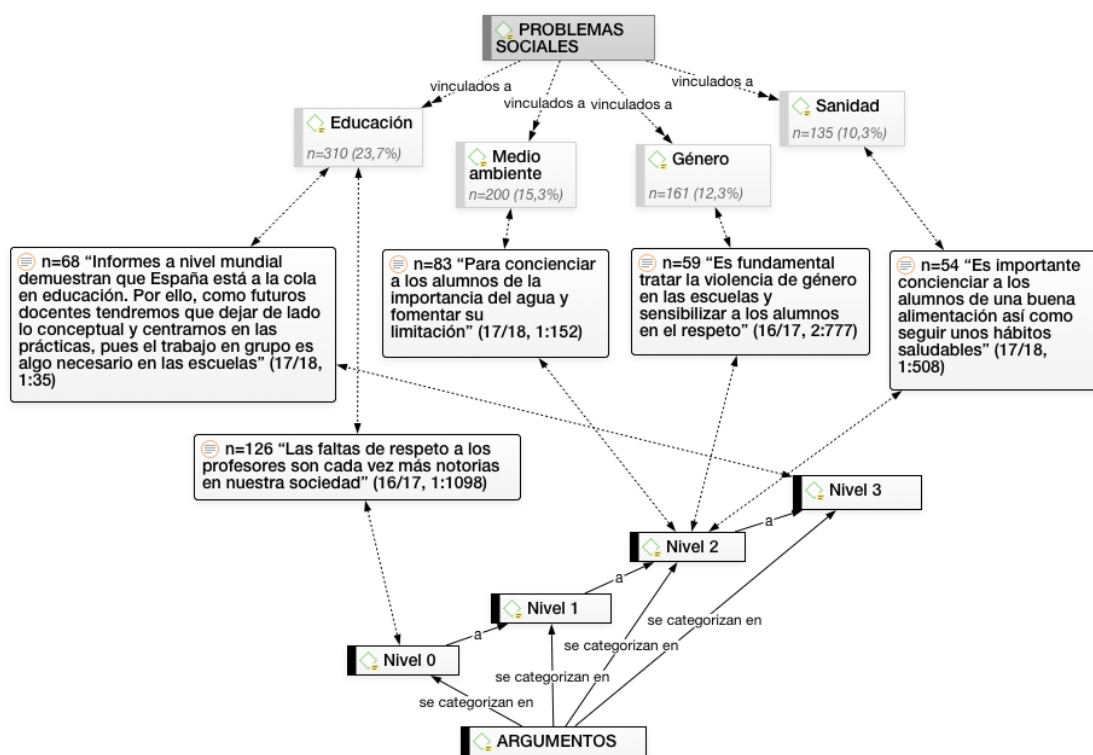 PROBLEMAS
SOCIALES
vinculados a
vinculados a
vinculados a
vinculados a
Educación
n=310 (23,7%)
Medio
ambiente
n=200 (15,3%)
Género
n=161 (12,3%)
Sanidad
n=135 (10,3%)
n=68 “Informes a nivel mundial
demuestran que España está a la cola
en educación. Por ello, como futuros
docentes tendremos que dejar de lado
lo conceptual y centrarnos en las
prácticas, pues el trabajo en grupo es
algo necesario en las escuelas” (17/18,
1:35)
n=83 “Para concienciar
a los alumnos de la
importancia del agua y
fomentar su
limitación” (17/18, 1:152)
n=59 “Es fundamental
tratar la violencia de género
en las escuelas y
sensibilizar a los alumnos
en el respeto” (16/17, 2:777)
n=54 “Es importante
concienciar a los
alumnos de una buena
alimentación así como
seguir unos hábitos
saludables” (17/18,
1:508)
n=126 “Las faltas de respeto a los
profesores son cada vez más notorias
en nuestra sociedad” (16/17, 1:1098)
Nivel 3
a
Nivel 2
a
Nivel 1
a
Nivel 0
se categorizan en
se categorizan en
se categorizan en
se categorizan en
ARGUMENTOS